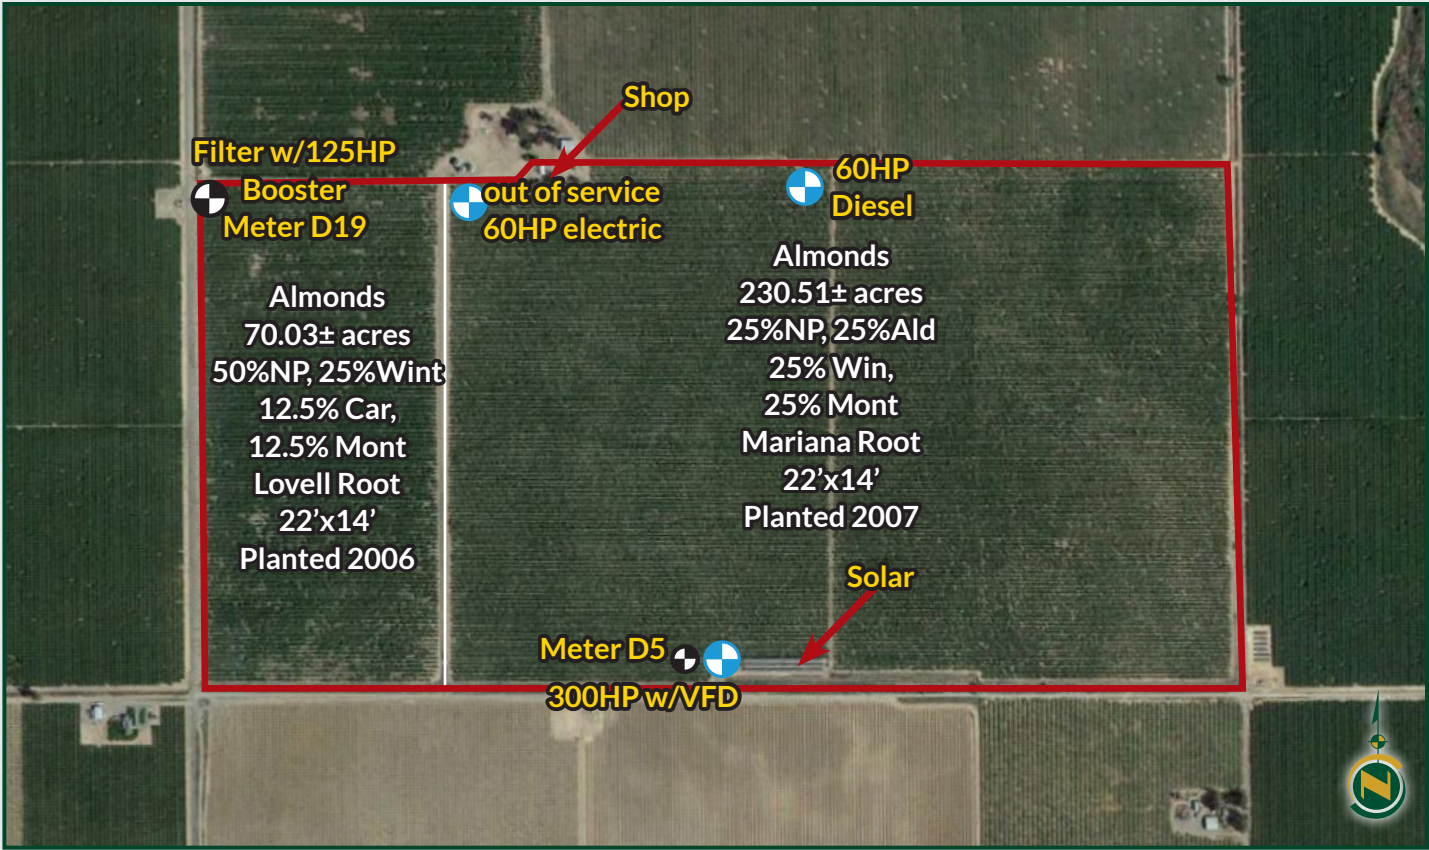 Shop
Filter w/125HP
Booster
Meter D19
out of service
60HP electric
60HP
Diesel
Almonds
70.03± acres
50%NP, 25%Wint
12.5% Car,
12.5% Mont
Lovell Root
22’x14’
Planted 2006
Almonds
230.51± acres
25%NP, 25%Ald
25% Win,
25% Mont
Mariana Root
22’x14’
Planted 2007
Solar
Meter D5
300HP w/VFD
N